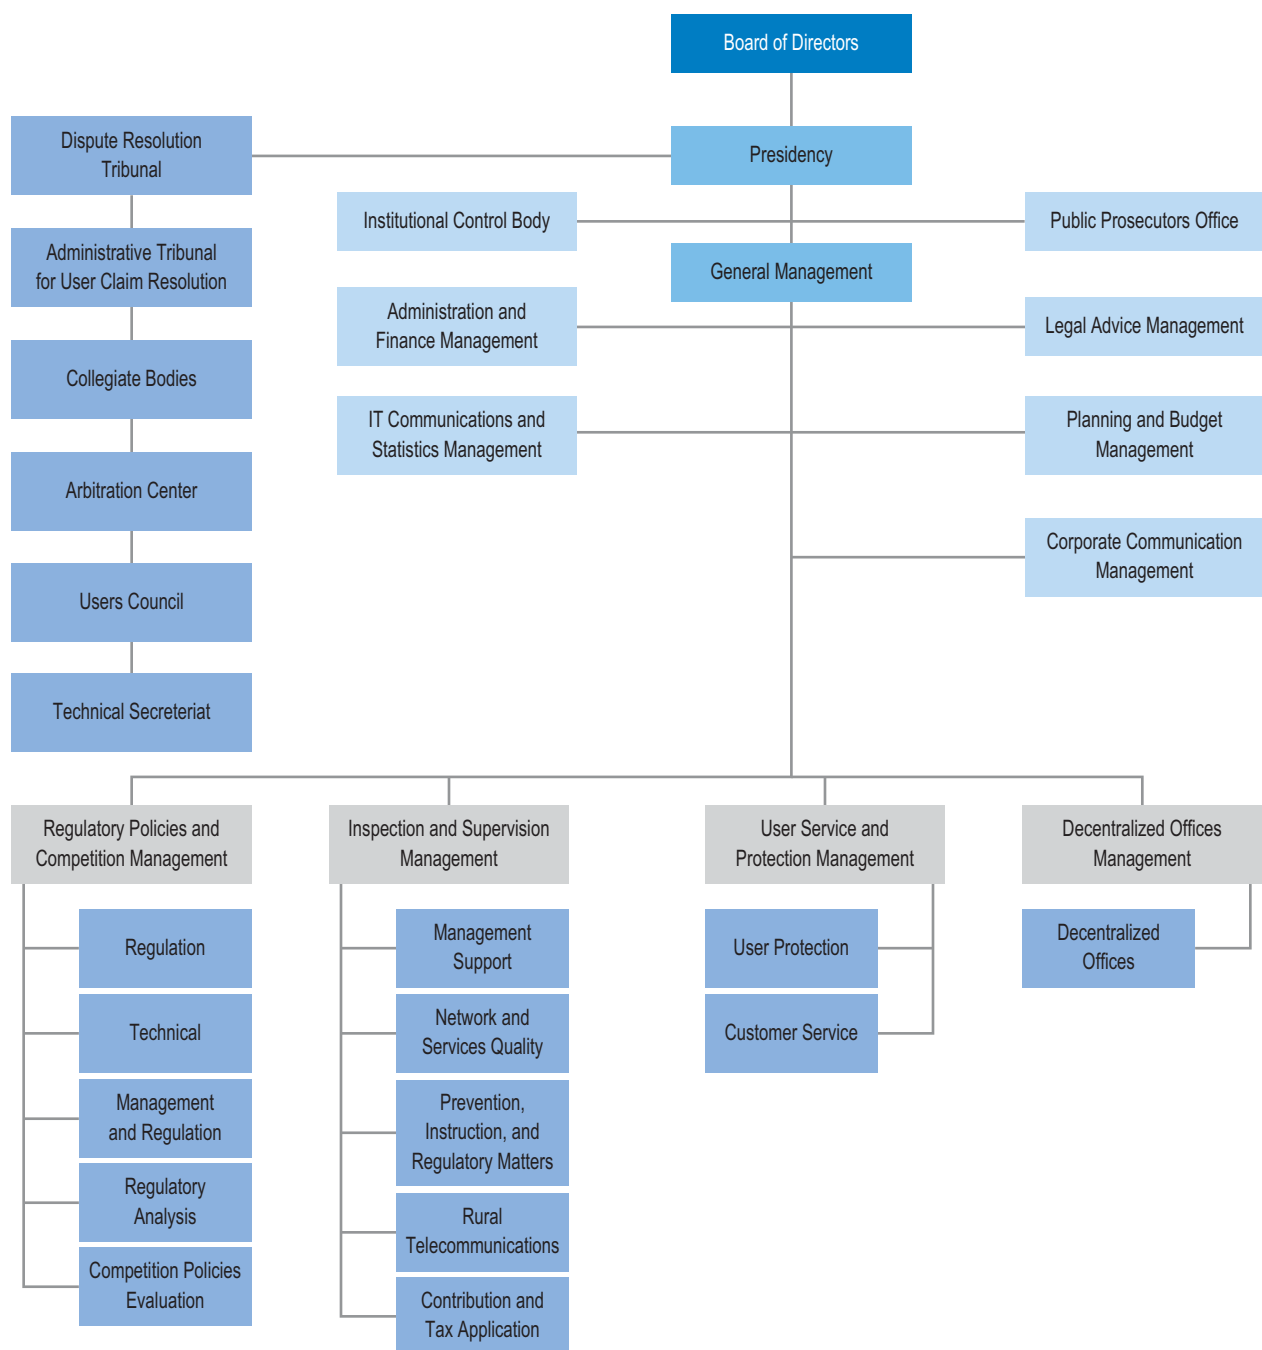 Board of Directors
Dispute Resolution
Tribunal
Presidency
Institutional Control Body
Public Prosecutors Office
Administrative Tribunal
for User Claim Resolution
General Management
Administration and
Finance Management
Legal Advice Management
Collegiate Bodies
IT Communications and
Statistics Management
Planning and Budget
Management
Arbitration Center
Corporate Communication
Management
Users Council
Technical Secreteriat
Regulatory Policies and
Competition Management
Inspection and Supervision
Management
User Service and
Protection Management
Decentralized Offices
Management
Regulation
Technical
Management
and Regulation
Regulatory
Analysis
Competition Policies
Evaluation
Management
Support
Network and
Services Quality
Prevention,
Instruction, and
Regulatory Matters
Rural
Telecommunications
Contribution and
Tax Application
User Protection
Customer Service
Decentralized
Offices